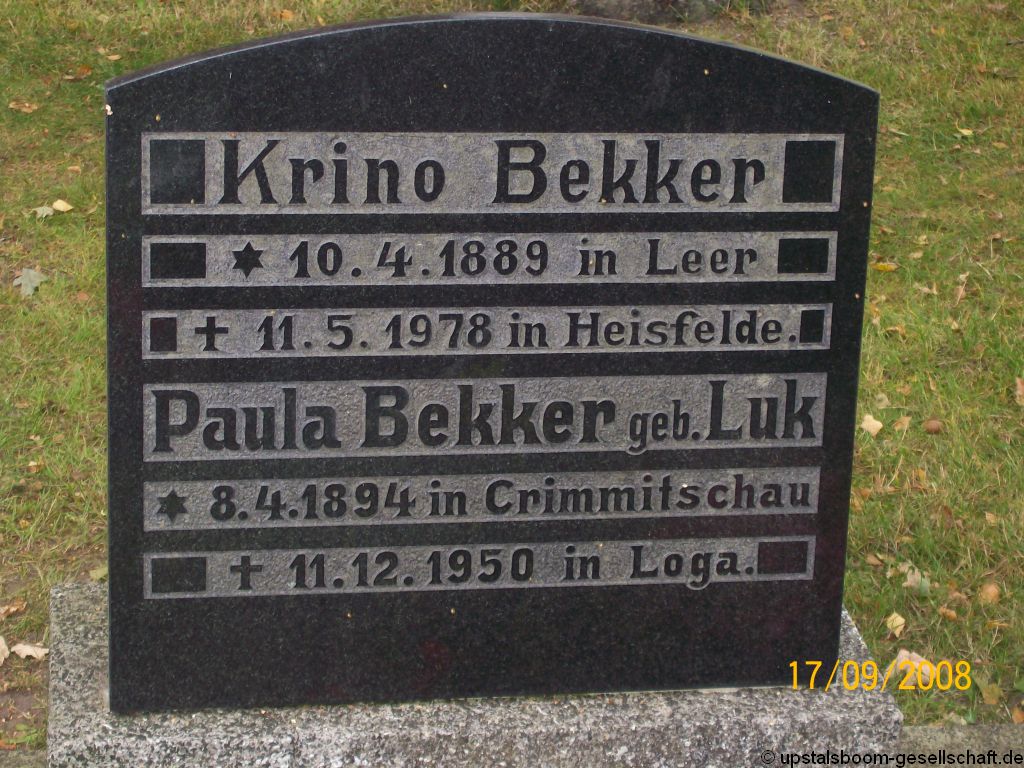 Krino Bekker
✶ 10.4.1889 in Leer
✝ 11.5.1978 in Heisfelde.
Paula Bekker geb. Luk
✶ 8.4.1894 in Crimmitschau
✝ 11.12.1950 in Loga.
17/09/2008
© upstalsboom-gesellschaft.de